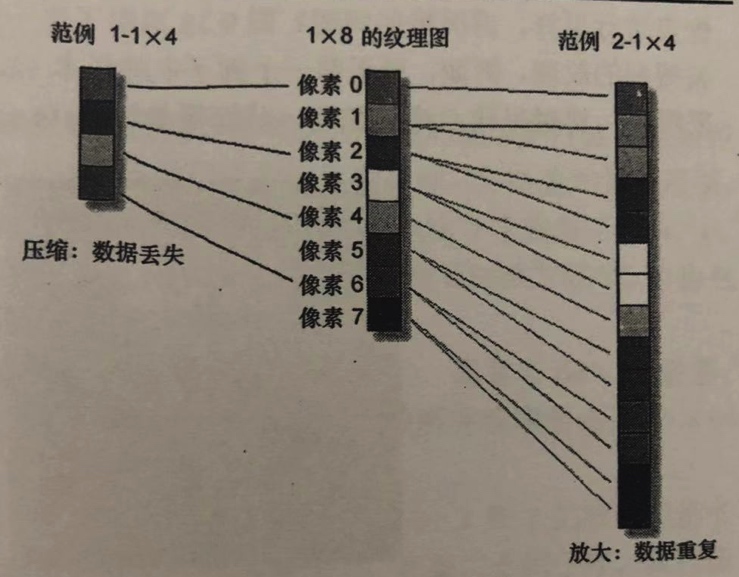 范例 1-1×4
1×8 的纹理图
范例 2-1×4
像素 0
像素 1
像素 2
像素 3
像素 4
像素 5
像素 6
像素 7
压缩：数据丢失
放大：数据重复